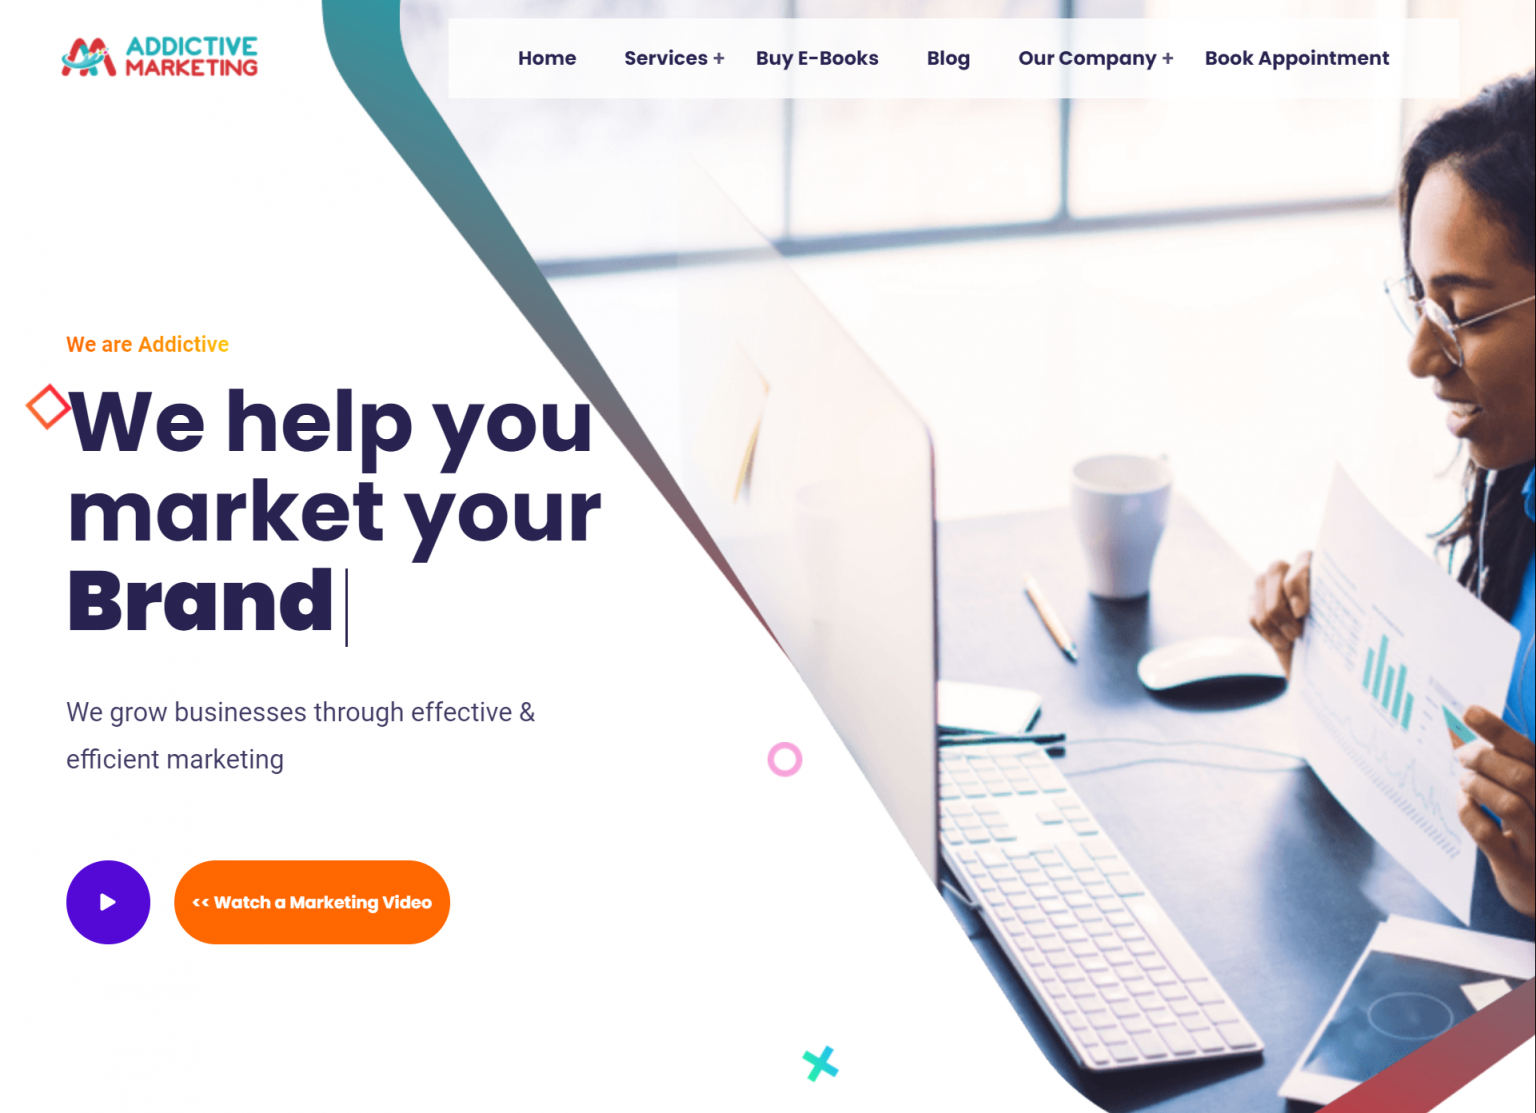 ADDICTIVE
MARKETING
Home Services + Buy E-Books Blog Our Company + Book Appointment
We are Addictive
We help you
market your
Brand
We grow businesses through effective &
efficient marketing
<< Watch a Marketing Video